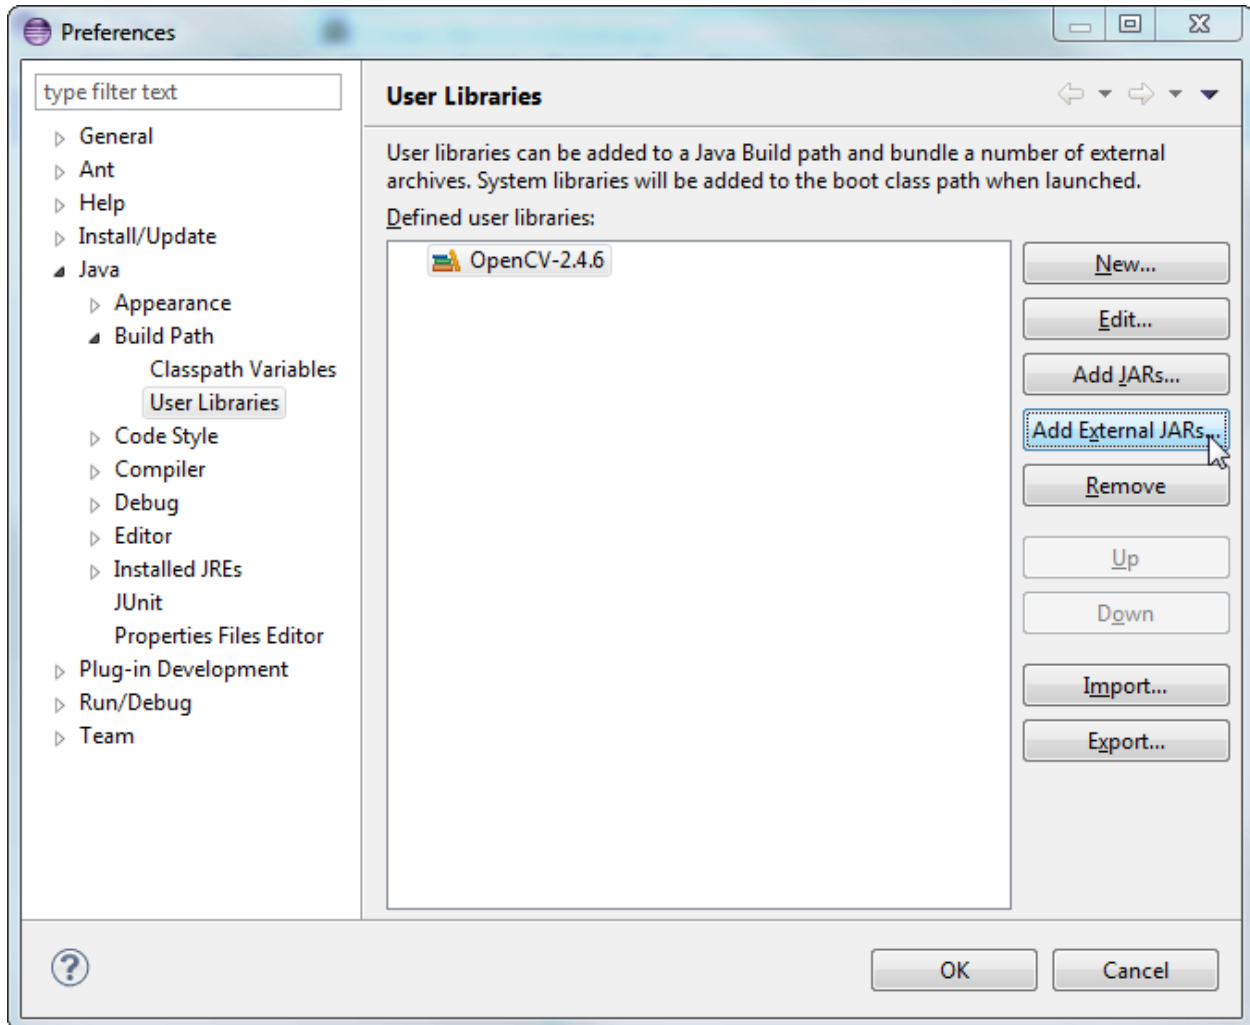 Preferences
type filter text
General
Ant
Help
Install/Update
Java
Appearance
Build Path
Classpath Variables
User Libraries
Code Style
Compiler
Debug
Editor
Installed JREs
JUnit
Properties Files Editor
Plug-in Development
Run/Debug
Team
User Libraries
User libraries can be added to a Java Build path and bundle a number of external
archives. System libraries will be added to the boot class path when launched.
Defined user libraries:
OpenCV-2.4.6
New...
Edit...
Add JARs...
Add External JARs...
Remove
Up
Down
Import...
Export...
?
OK
Cancel